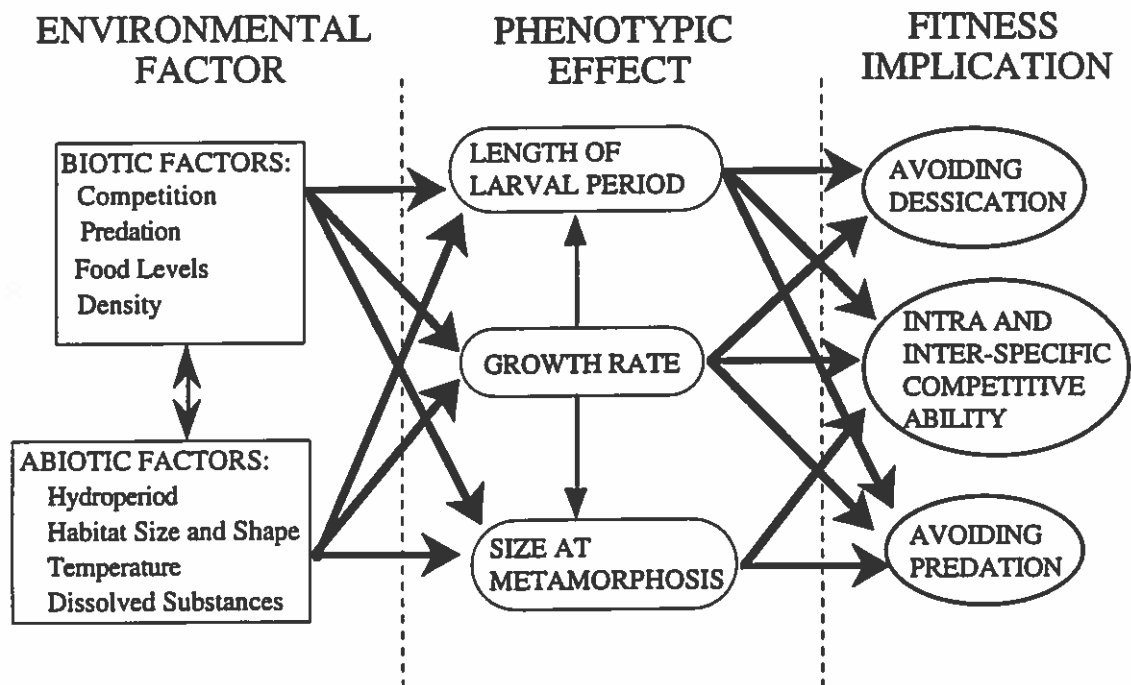 ENVIRONMENTAL
FACTOR
PHENOTYPIC
EFFECT
FITNESS
IMPLICATION
BIOTIC FACTORS:
Competition
Predation
Food Levels
Density
ABIOTIC FACTORS:
Hydroperiod
Habitat Size and Shape
Temperature
Dissolved Substances
LENGTH OF
LARVAL PERIOD
GROWTH RATE
SIZE AT
METAMORPHOSIS
AVOIDING
DESSICATION
INTRA AND
INTER-SPECIFIC
COMPETITIVE
ABILITY
AVOIDING
PREDATION